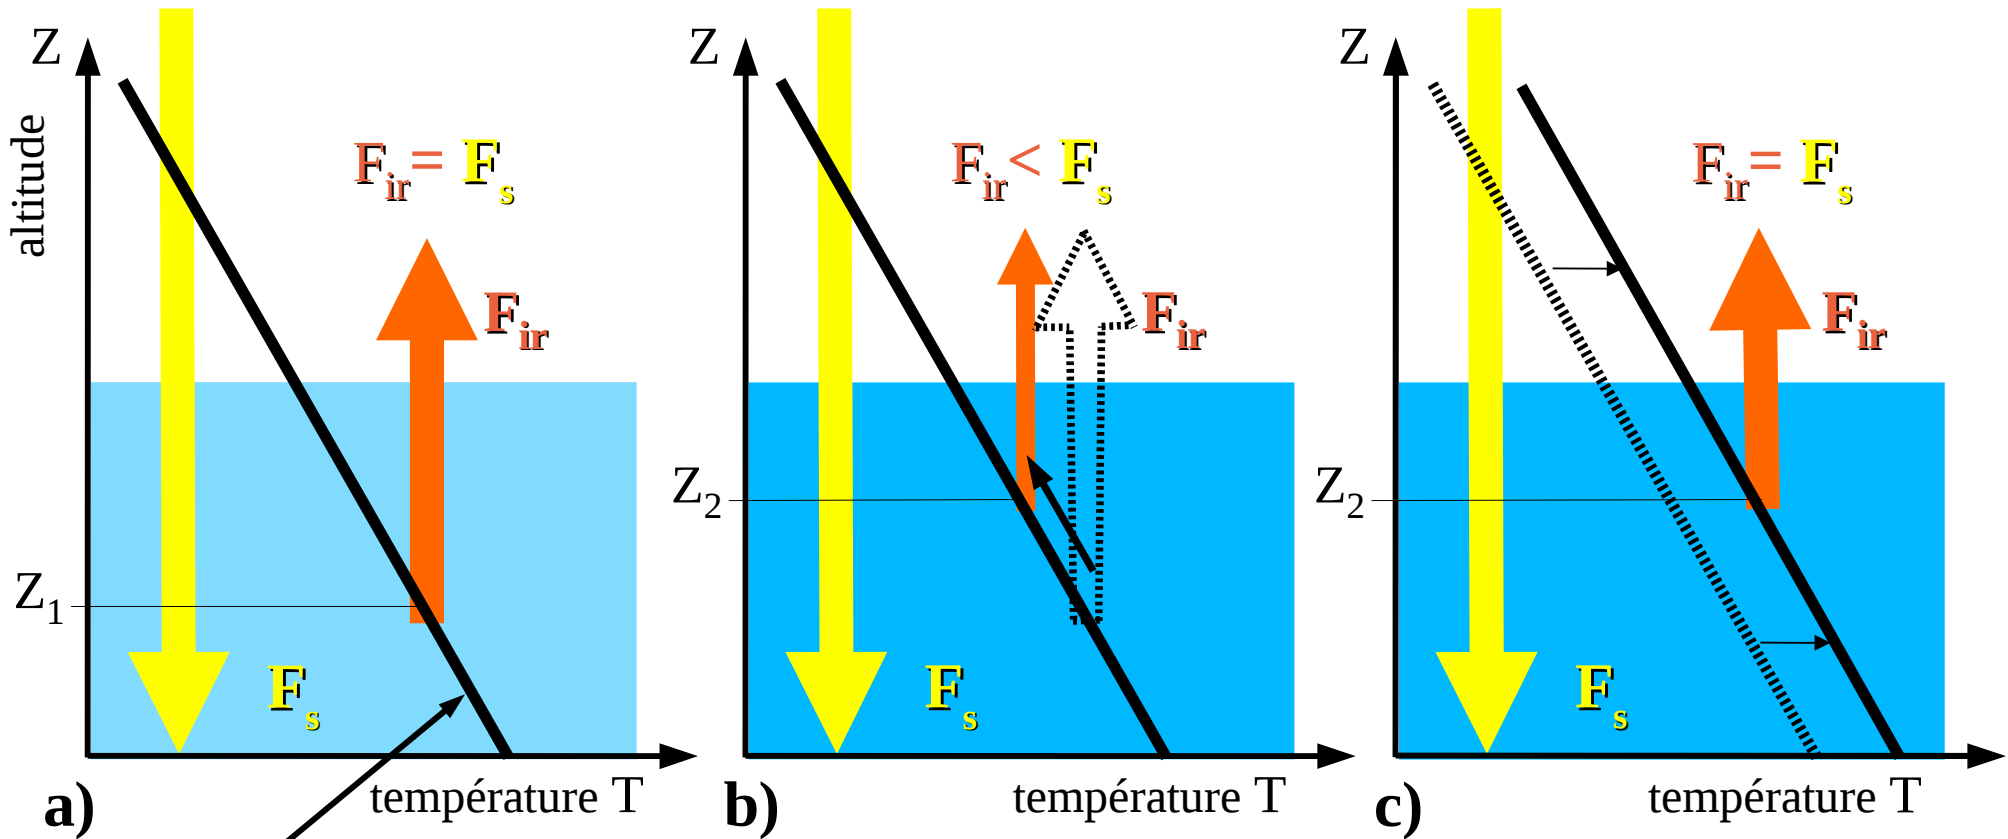 Z
altitude
F_ir = F_s
F_ir
Z_1
F_s
température T
a)
Z
F_ir < F_s
F_ir
Z_2
F_s
température T
b)
Z
F_ir = F_s
F_ir
Z_2
F_s
température T
c)